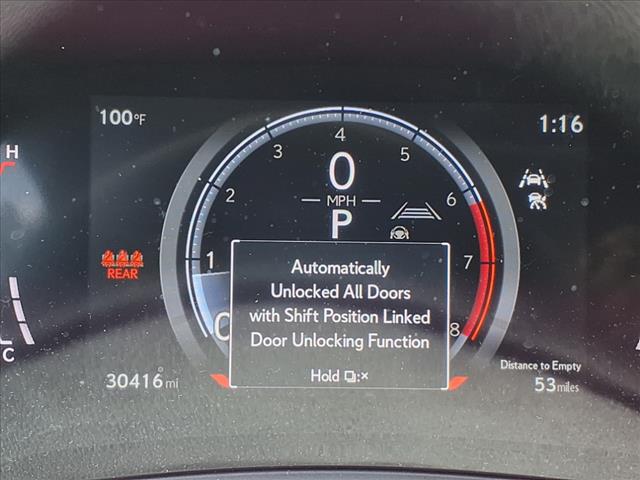 100°F
1:16
H
4
3
5
0
2
MPH
6
P
REAR
1
7
Automatically
Unlocked All Doors
with Shift Position Linked
Door Unlocking Function
Hold :×
0
8
C
30416 mi
Distance to Empty
53 miles